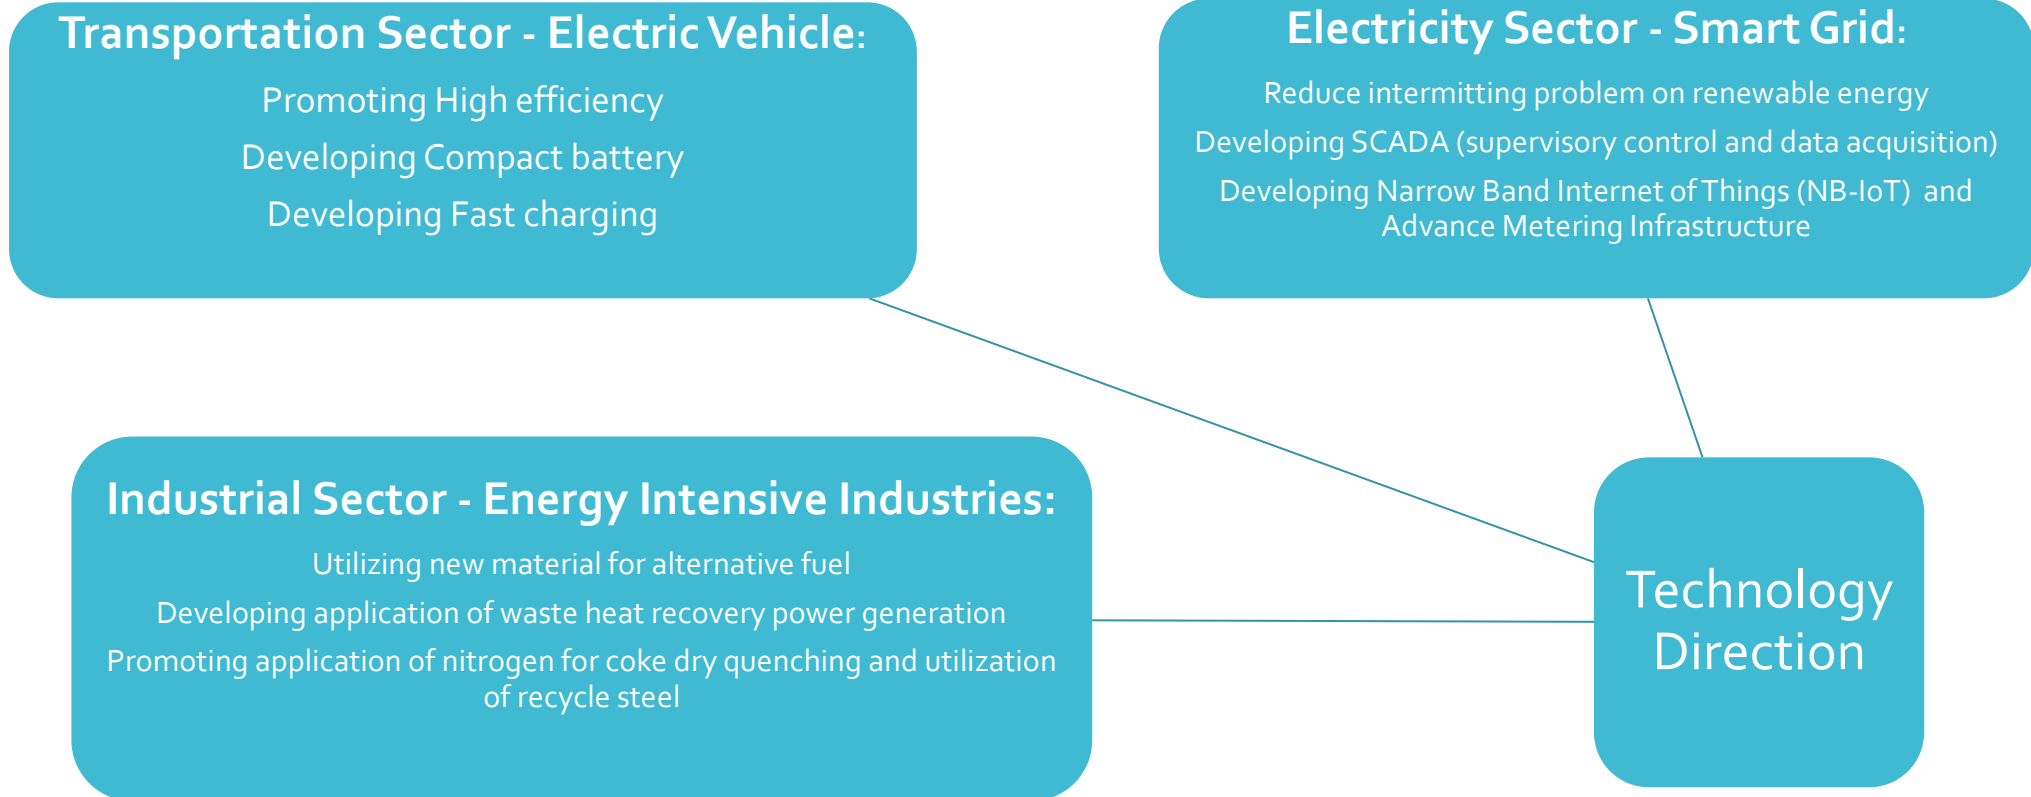 Transportation Sector - Electric Vehicle:
Promoting High efficiency
Developing Compact battery
Developing Fast charging
Electricity Sector - Smart Grid:
Reduce intermitting problem on renewable energy
Developing SCADA (supervisory control and data acquisition)
Developing Narrow Band Internet of Things (NB-IoT) and
Advance Metering Infrastructure
Industrial Sector - Energy Intensive Industries:
Utilizing new material for alternative fuel
Developing application of waste heat recovery power generation
Promoting application of nitrogen for coke dry quenching and utilization
of recycle steel
Technology
Direction